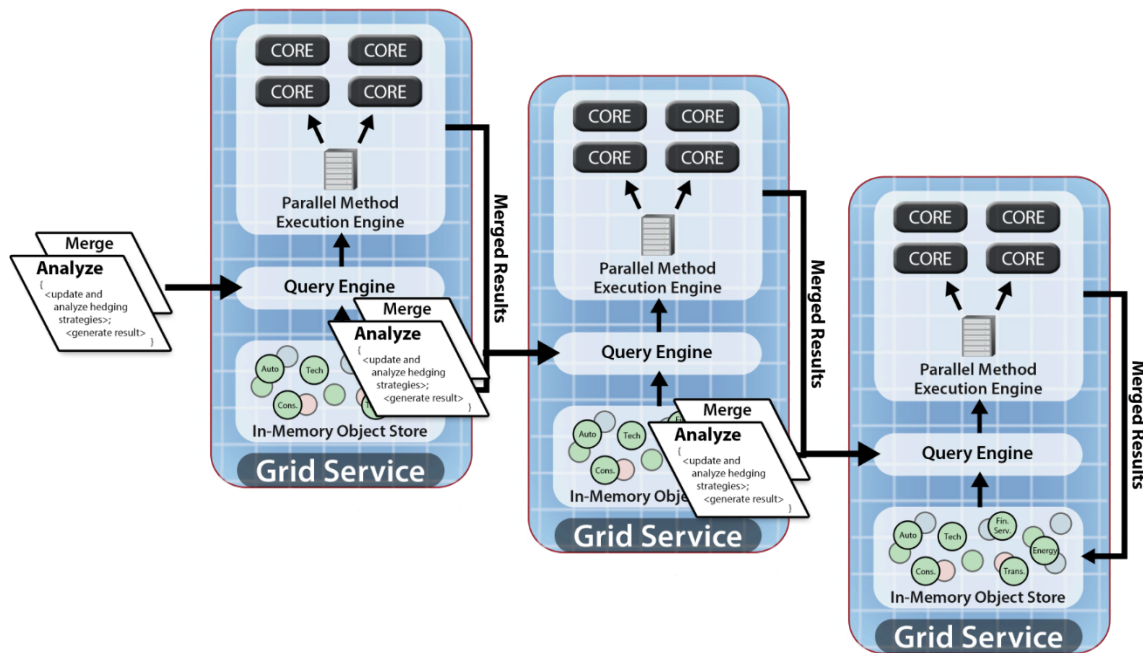 CORE
CORE
CORE
CORE
Parallel Method
Execution Engine
Merge
Analyze
{
<update and
analyze hedging
strategies>;
<generate result>
}
Query Engine
Auto
Tech
Cons.
In-Memory Object Store
Grid Service
Merged Results
Merge
Analyze
{
<update and
analyze hedging
strategies>;
<generate result>
}
CORE
CORE
CORE
CORE
Parallel Method
Execution Engine
Query Engine
Auto
Tech
Cons.
In-Memory Obje
Grid Service
Merged Results
Merge
Analyze
{
<update and
analyze hedging
strategies>;
<generate result>
}
CORE
CORE
CORE
CORE
Parallel Method
Execution Engine
Query Engine
Auto
Tech
Fin.
Serv.
Energy
Cons.
Trans.
In-Memory Object Store
Grid Service
Merged Results